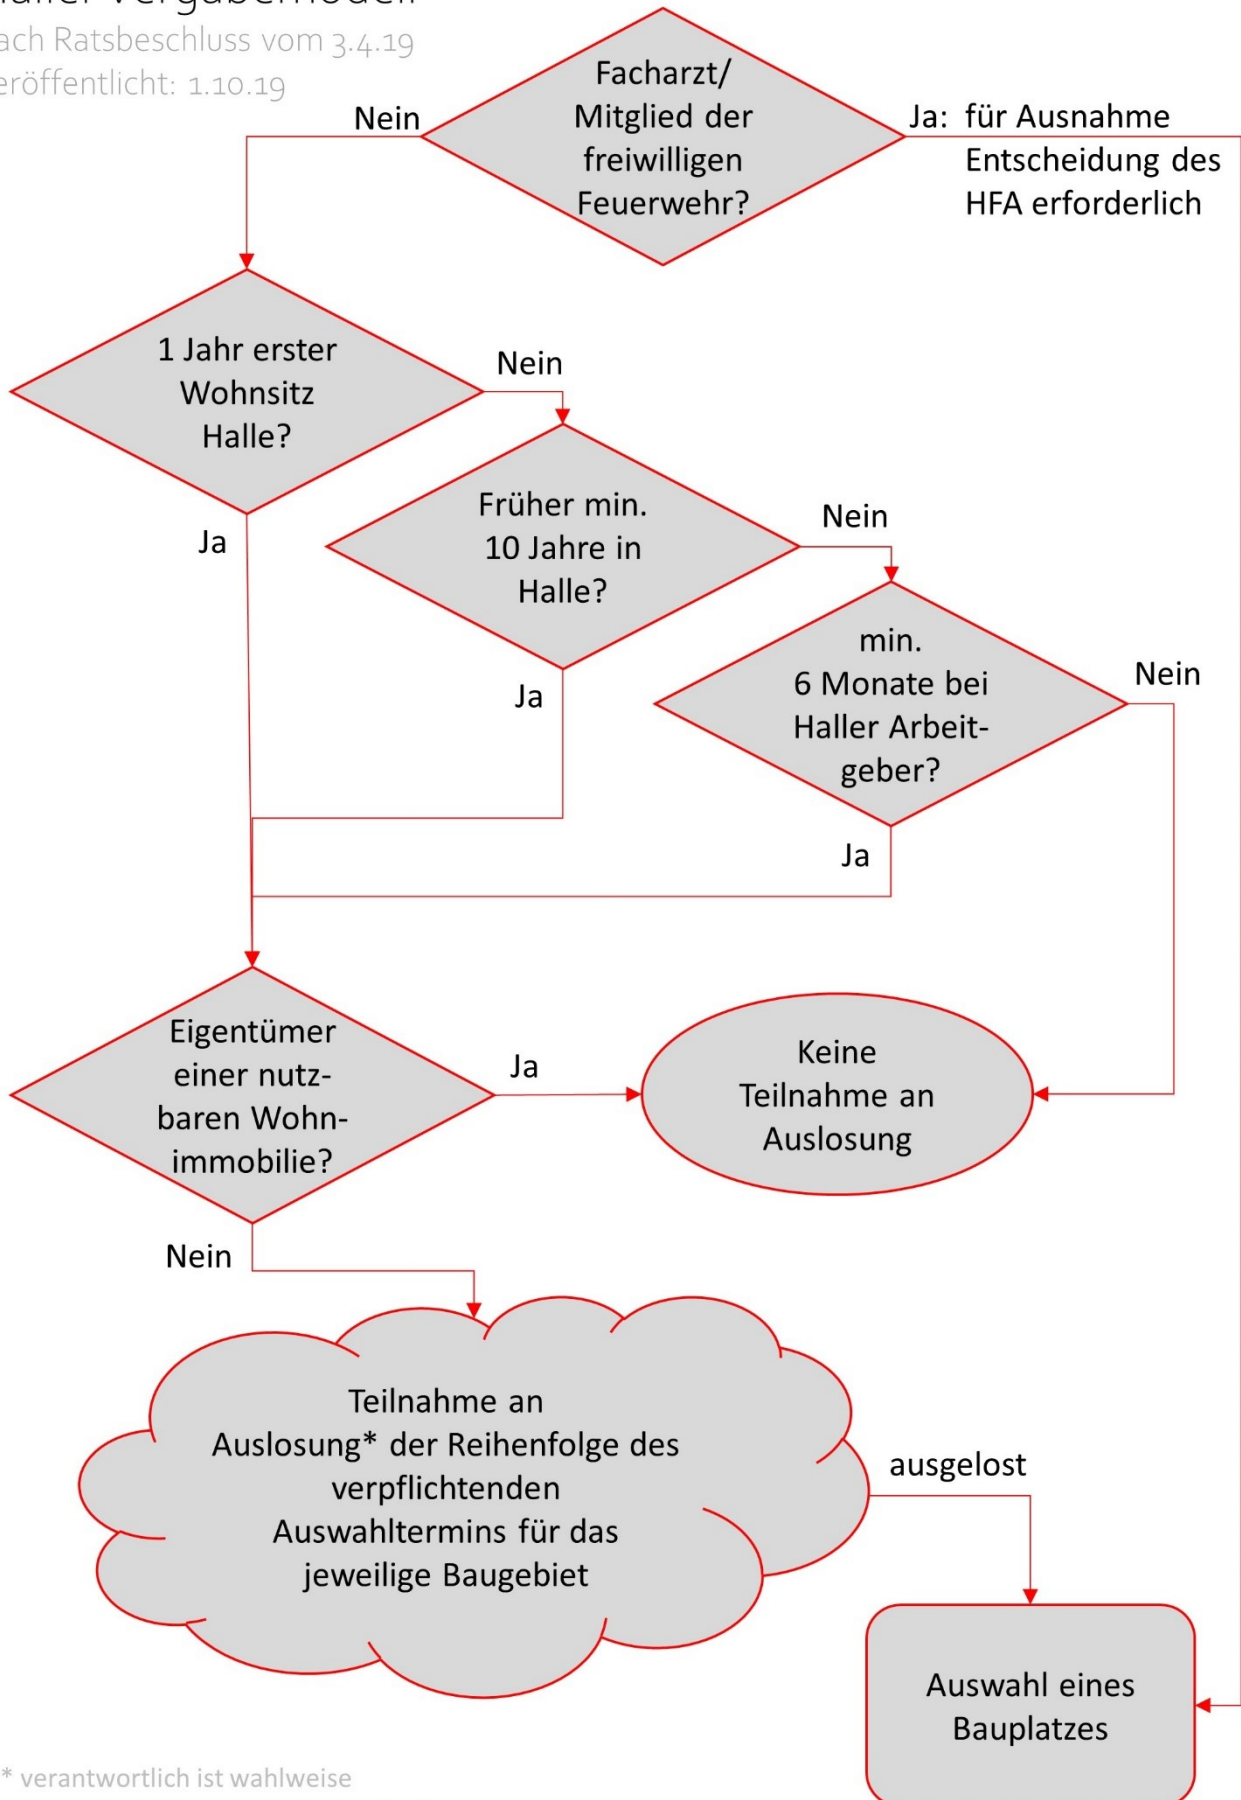 Haller Vergabemodell
nach Ratsbeschluss vom 3.4.19
veröffentlicht: 1.10.19
Facharzt/
Mitglied der
freiwilligen
Feuerwehr?
Nein
Ja: für Ausnahme
Entscheidung des
HFA erforderlich
1 Jahr erster
Wohnsitz
Halle?
Nein
Ja
Früher min.
10 Jahre in
Halle?
Nein
Ja
min.
6 Monate bei
Haller Arbeit-
geber?
Nein
Ja
Eigentümer
einer nutz-
baren Wohn-
immobilie?
Ja
Keine
Teilnahme an
Auslosung
Nein
Teilnahme an
Auslosung* der Reihenfolge des
verpflichtenden
Auswahltermins für das
jeweilige Baugebiet
ausgelost
Auswahl eines
Bauplatzes
* verantwortlich ist wahlweise